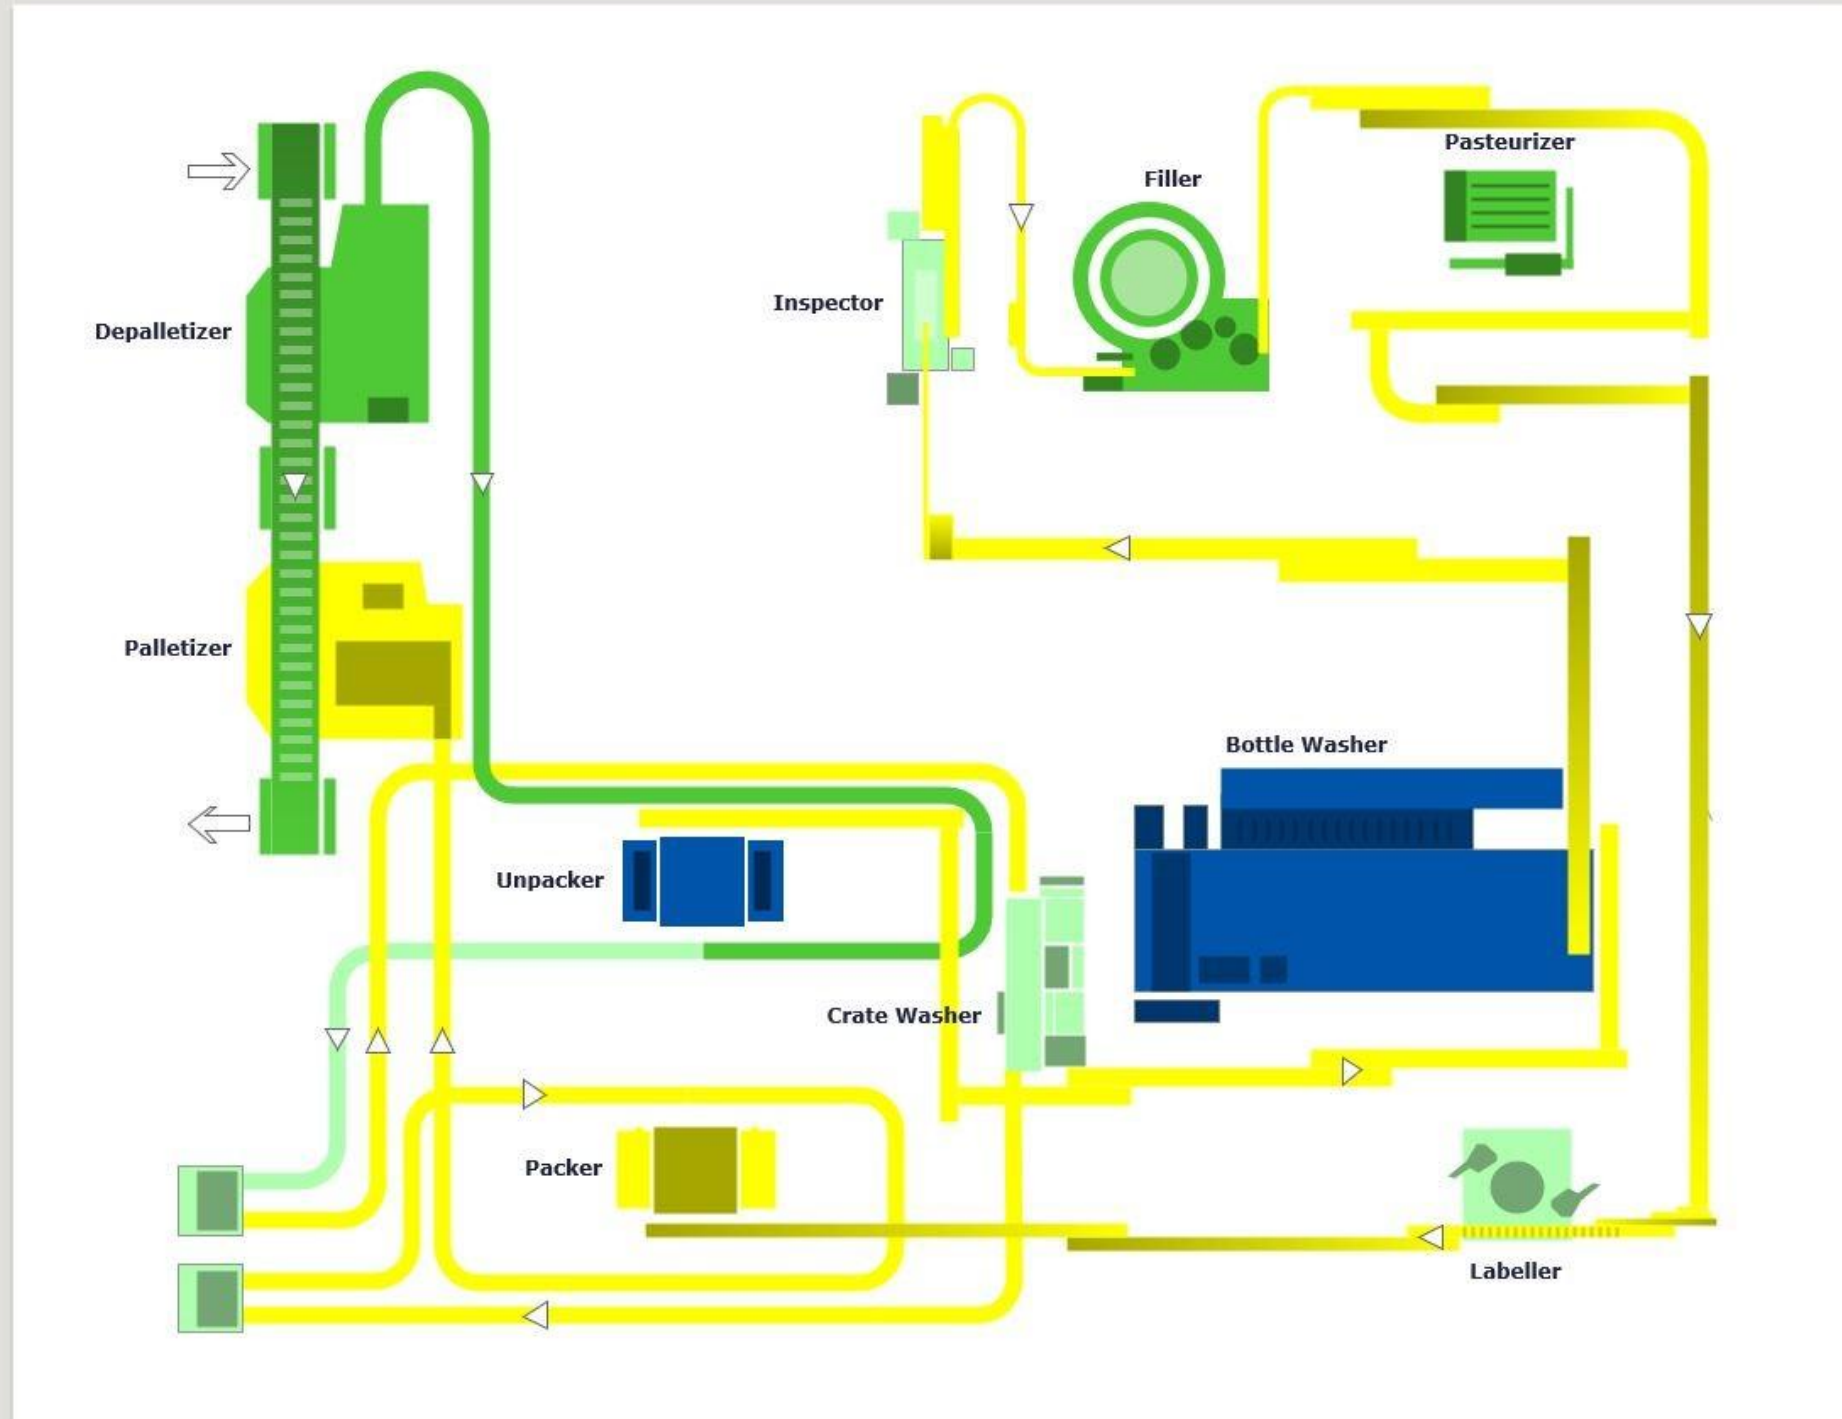 Pasteurizer
Filler
Inspector
Depalletizer
Palletizer
Bottle Washer
Unpacker
Crate Washer
Packer
Labeller